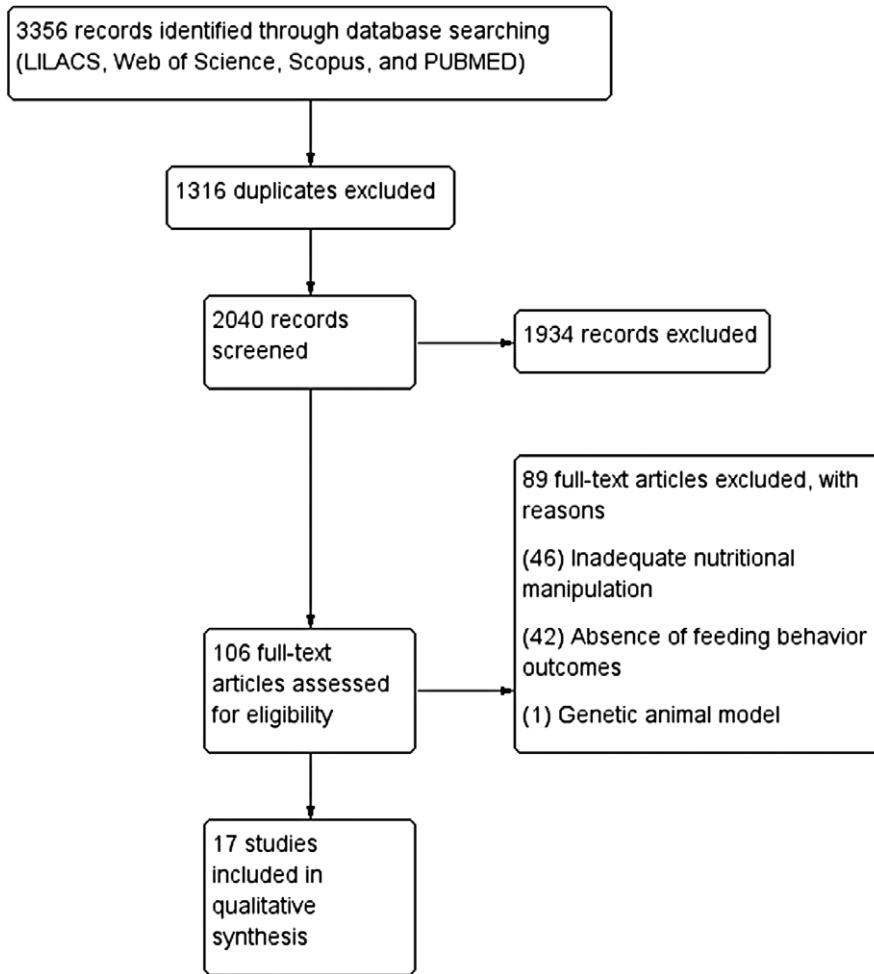 3356 records identified through database searching
(LILACS, Web of Science, Scopus, and PUBMED)
1316 duplicates excluded
2040 records
screened
1934 records excluded
89 full-text articles excluded, with
reasons
(46) Inadequate nutritional
manipulation
(42) Absence of feeding behavior
outcomes
(1) Genetic animal model
106 full-text
articles assessed
for eligibility
17 studies
included in
qualitative
synthesis